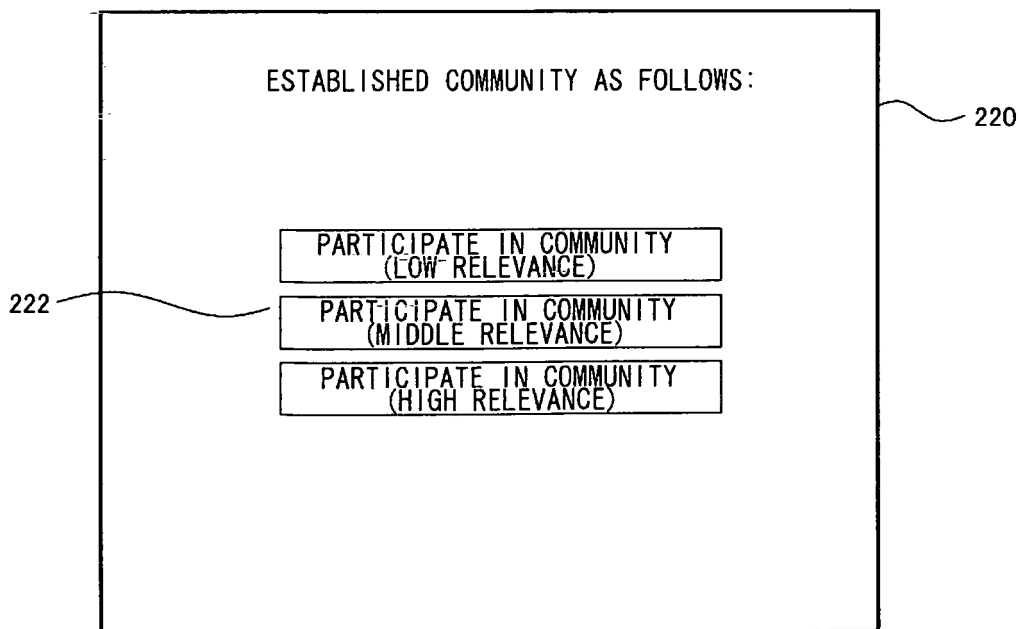 ESTABLISHED COMMUNITY AS FOLLOWS:
220
PARTICIPATE IN COMMUNITY
(LOW RELEVANCE)
222
PARTICIPATE IN COMMUNITY
(MIDDLE RELEVANCE)
PARTICIPATE IN COMMUNITY
(HIGH RELEVANCE)